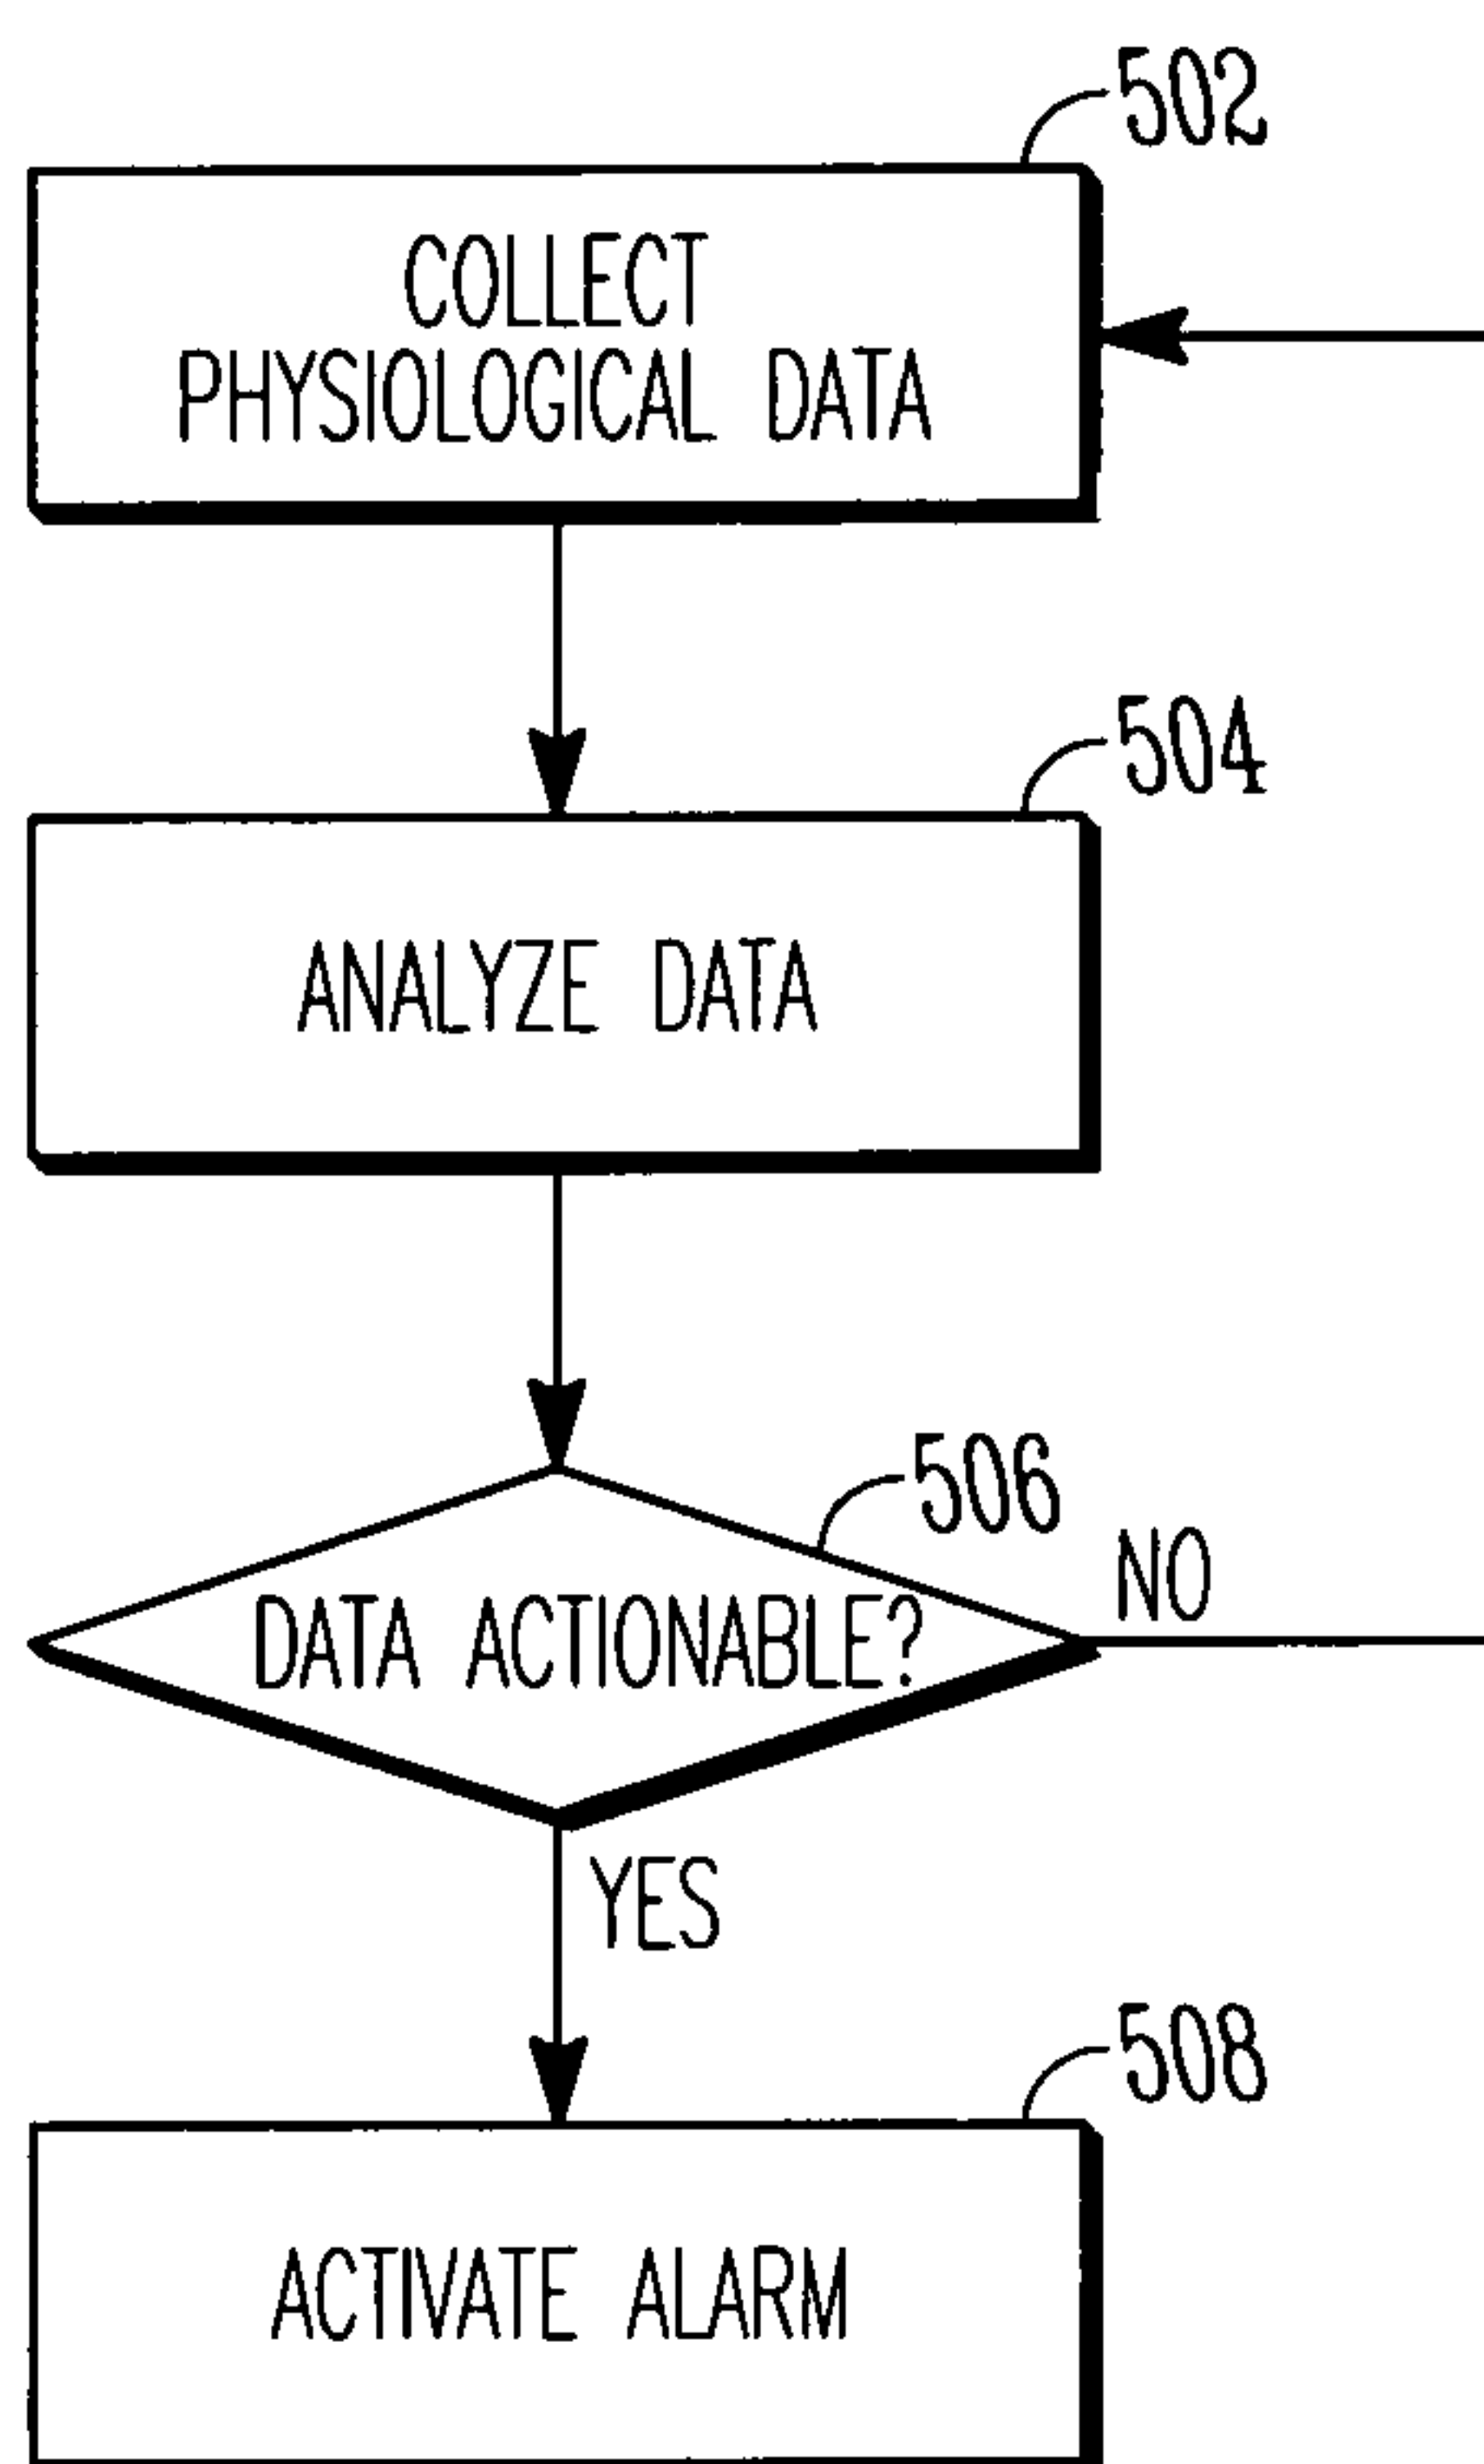 502
COLLECT
PHYSIOLOGICAL DATA
504
ANALYZE DATA
506
NO
DATA ACTIONABLE?
YES
508
ACTIVATE ALARM